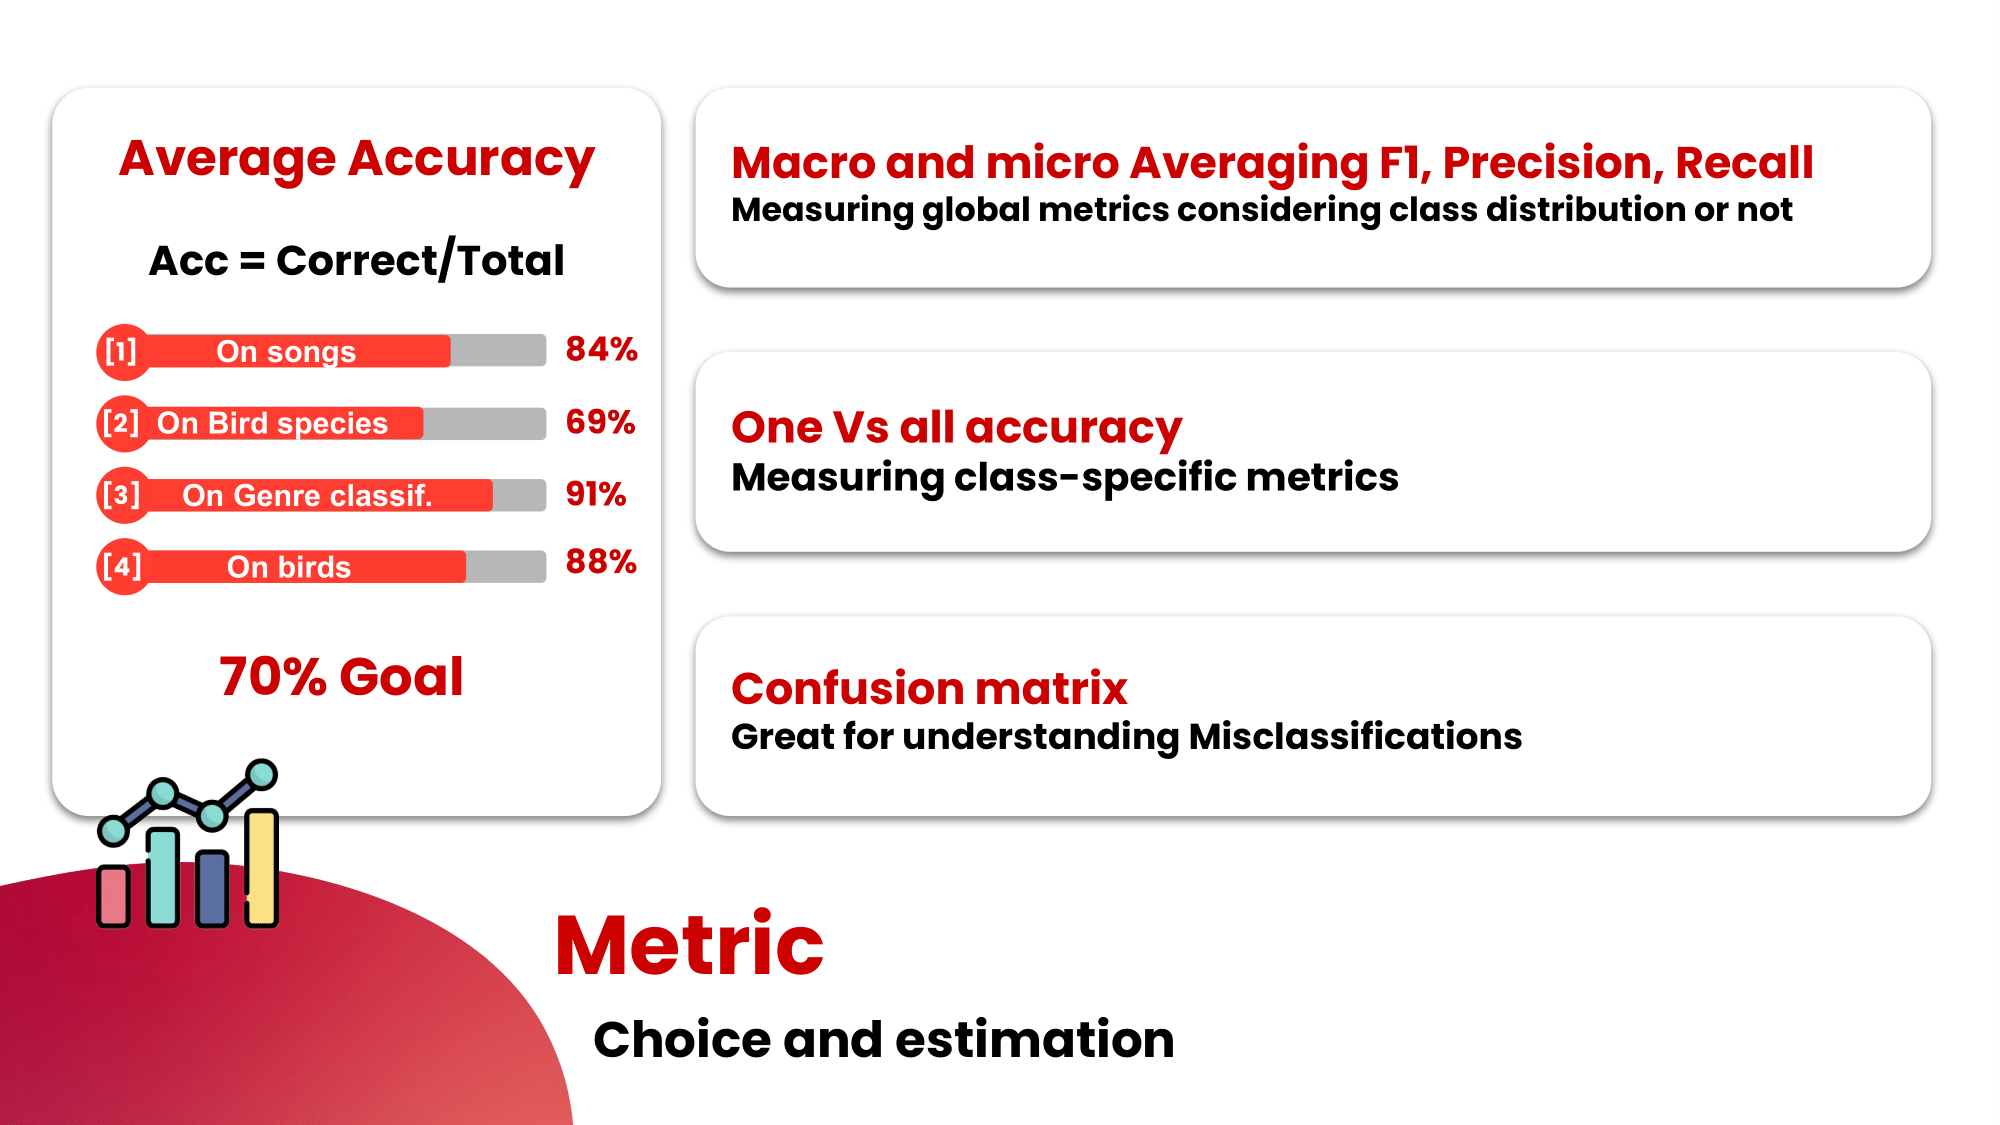 Average Accuracy
Acc = Correct/Total
[1] On songs 84%
[2] On Bird species 69%
[3] On Genre classif. 91%
[4] On birds 88%
70% Goal
Macro and micro Averaging F1, Precision, Recall
Measuring global metrics considering class distribution or not
One Vs all accuracy
Measuring class-specific metrics
Confusion matrix
Great for understanding Misclassifications
Metric
Choice and estimation